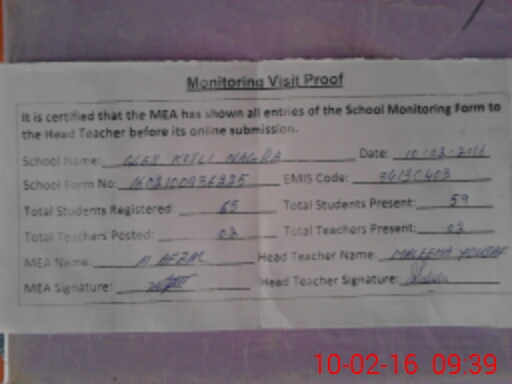 Monitoring Visit Proof
It is certified that the MEA has shown all entries of the School Monitoring Form to
the Head Teacher before its online submission.
School Name: KOTLI NAGRA Date: 10-02-2016
School Form No: EMIS Code: 34130403
Total Students Registered: 65 Total Students Present: 59
Total Teachers Posted: 03 Total Teachers Present: 03
MEA Name: AFZAL Head Teacher Name: YOUSAF
MEA Signature: Head Teacher Signature:
10-02-16 09:39